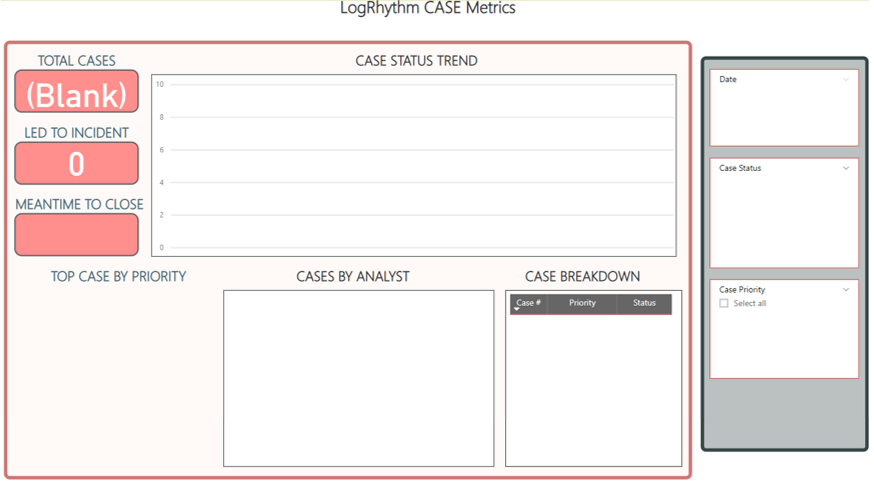 LogRhythm CASE Metrics
TOTAL CASES
(Blank)
LED TO INCIDENT
0
MEANTIME TO CLOSE
CASE STATUS TREND
10
8
6
4
2
0
TOP CASE BY PRIORITY
CASES BY ANALYST
CASE BREAKDOWN
Case # Priority Status
Date
Case Status
Case Priority
Select all